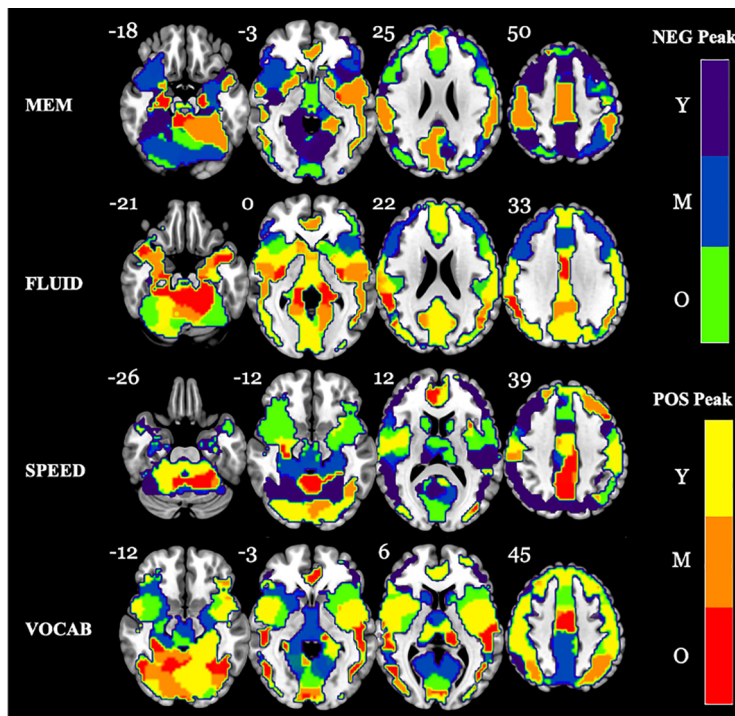 -18 -3 25 50 NEG Peak
MEM
Y
M
O
-21 0 22 33
FLUID
-26 -12 12 39 POS Peak
SPEED
Y
M
O
-12 -3 6 45
VOCAB